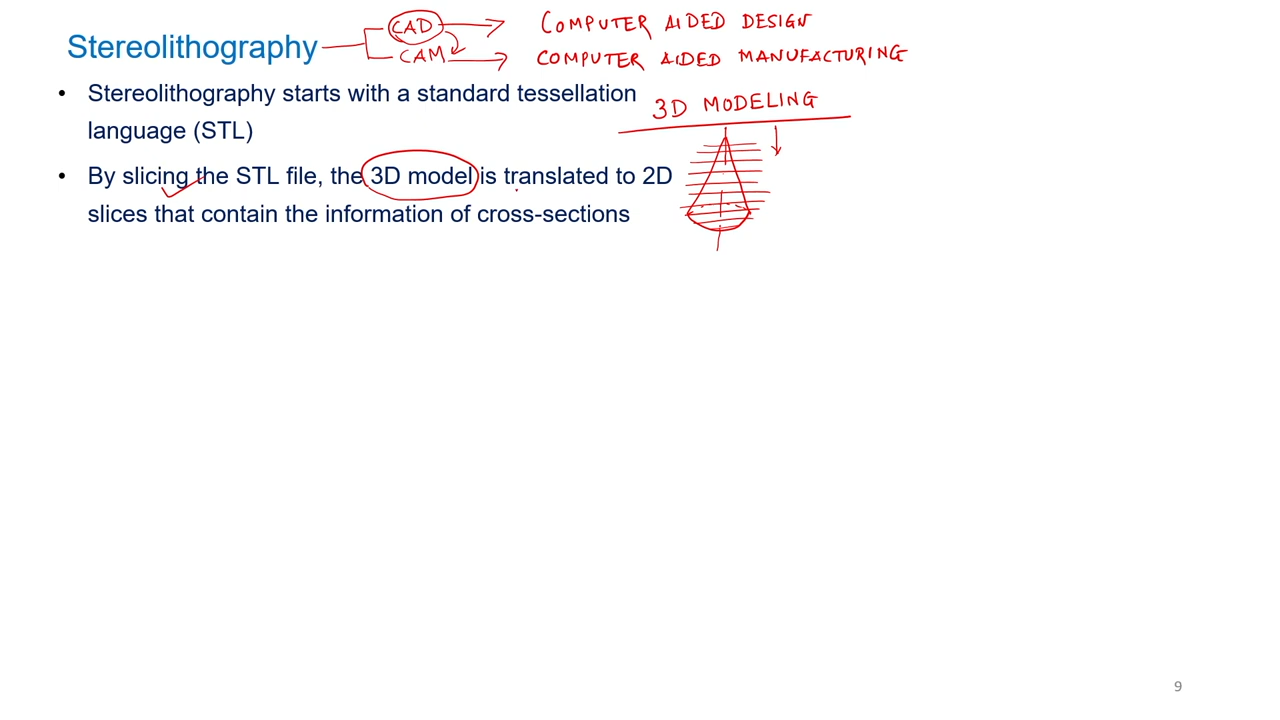 Stereolithography
CAD COMPUTER AIDED DESIGN
CAM COMPUTER AIDED MANUFACTURING
• Stereolithography starts with a standard tessellation
language (STL)
3D MODELING
• By slicing the STL file, the 3D model is translated to 2D
slices that contain the information of cross-sections
9